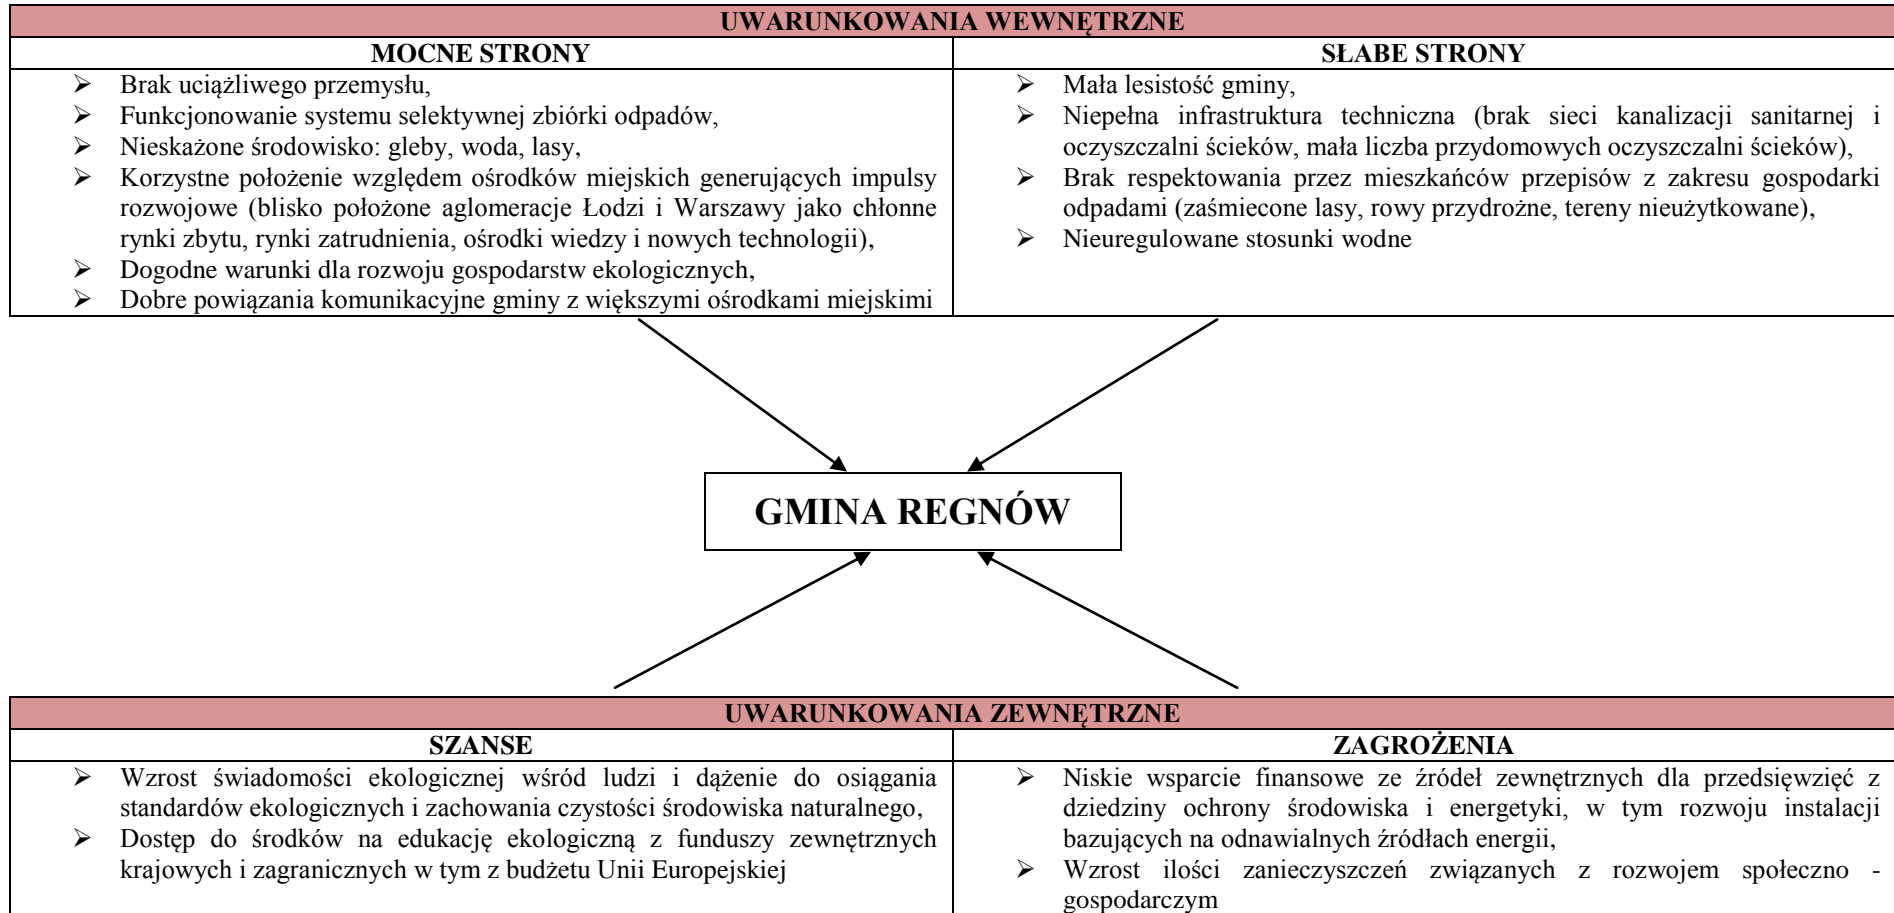 UWARUNKOWANIA WEWNĘTRZNE
MOCNE STRONY
➢ Brak uciążliwego przemysłu,
➢ Funkcjonowanie systemu selektywnej zbiórki odpadów,
➢ Nieskażone środowisko: gleby, woda, lasy,
➢ Korzystne położenie względem ośrodków miejskich generujących impulsy
rozwojowe (blisko położone aglomeracje Łodzi i Warszawy jako chłonne
rynki zbytu, rynki zatrudnienia, ośrodki wiedzy i nowych technologii),
➢ Dogodne warunki dla rozwoju gospodarstw ekologicznych,
➢ Dobre powiązania komunikacyjne gminy z większymi ośrodkami miejskimi
SŁABE STRONY
➢ Mała lesistość gminy,
➢ Niepełna infrastruktura techniczna (brak sieci kanalizacji sanitarnej i
oczyszczalni ścieków, mała liczba przydomowych oczyszczalni ścieków),
➢ Brak respektowania przez mieszkańców przepisów z zakresu gospodarki
odpadami (zaśmiecone lasy, rowy przydrożne, tereny nieużytkowane),
➢ Nieuregulowane stosunki wodne
GMINA REGNÓW
UWARUNKOWANIA ZEWNĘTRZNE
SZANSE
➢ Wzrost świadomości ekologicznej wśród ludzi i dążenie do osiągania
standardów ekologicznych i zachowania czystości środowiska naturalnego,
➢ Dostęp do środków na edukację ekologiczną z funduszy zewnętrznych
krajowych i zagranicznych w tym z budżetu Unii Europejskiej
ZAGROŻENIA
➢ Niskie wsparcie finansowe ze źródeł zewnętrznych dla przedsięwzięć z
dziedziny ochrony środowiska i energetyki, w tym rozwoju instalacji
bazujących na odnawialnych źródłach energii,
➢ Wzrost ilości zanieczyszczeń związanych z rozwojem społeczno -
gospodarczym